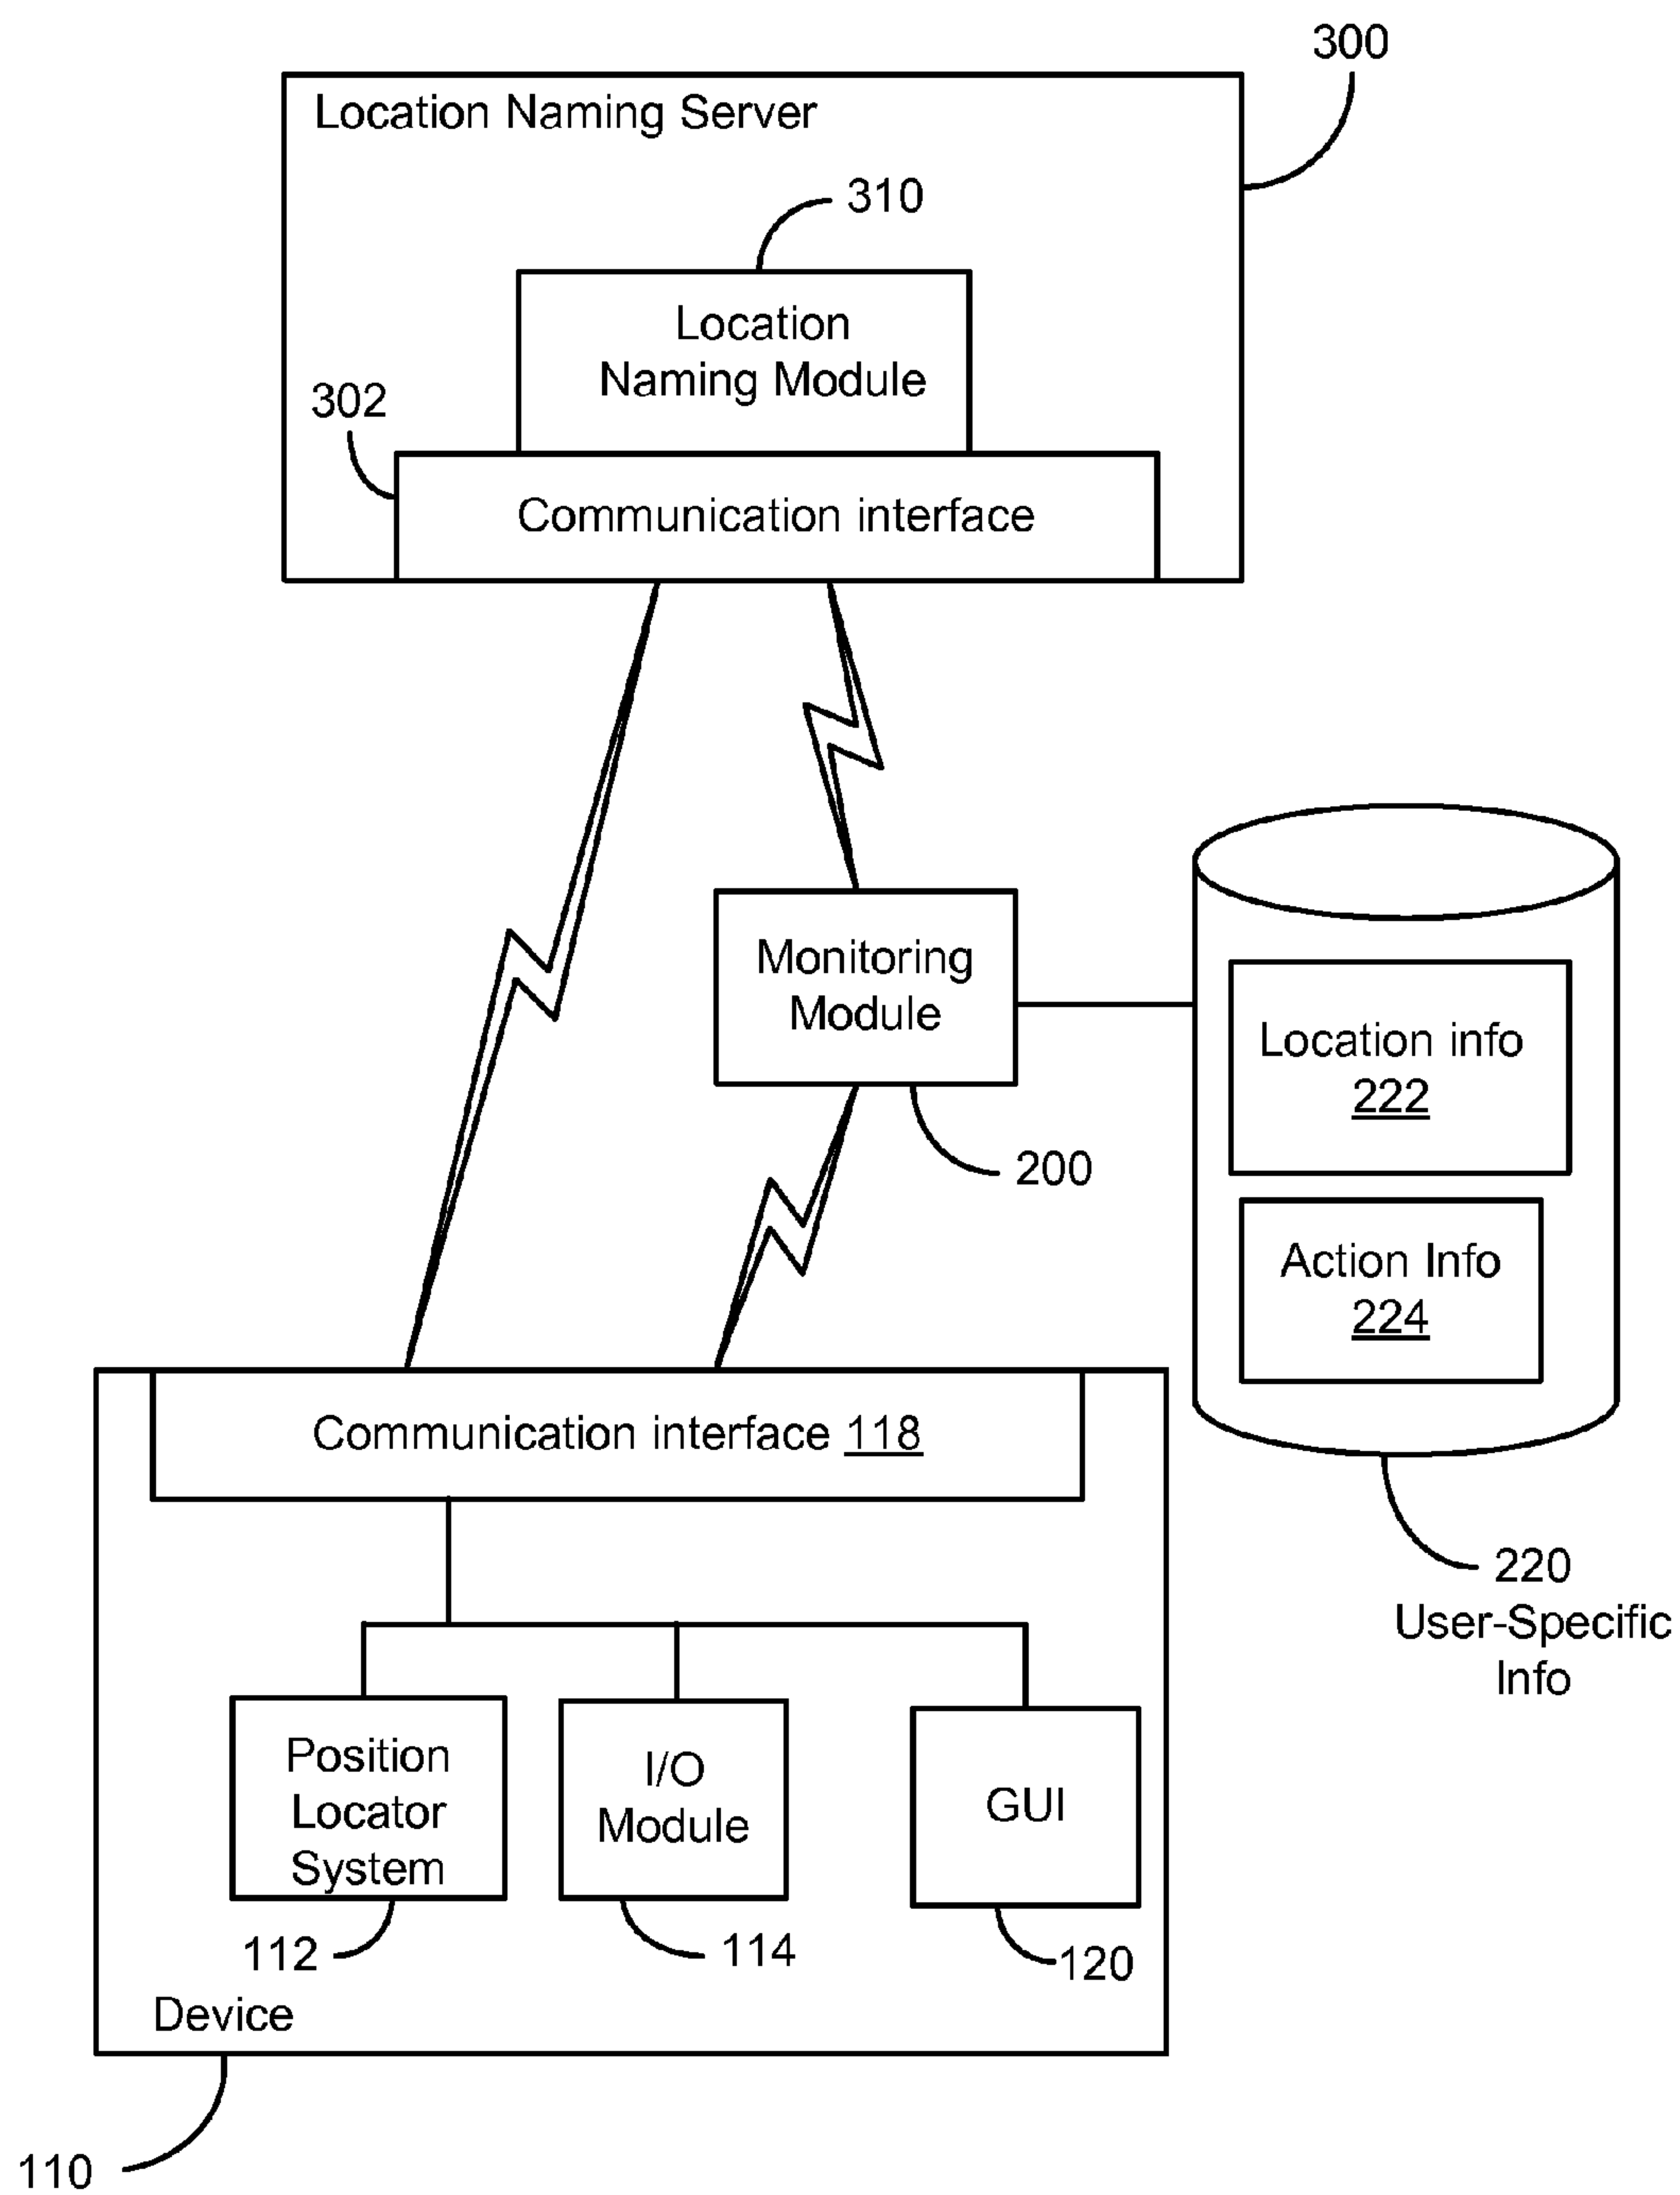 300
Location Naming Server
310
Location
Naming Module
302
Communication interface
Monitoring
Module
200
Location info
222
Action Info
224
220
User-Specific
Info
Communication interface 118
Position
Locator
System
112
I/O
Module
114
GUI
120
Device
110